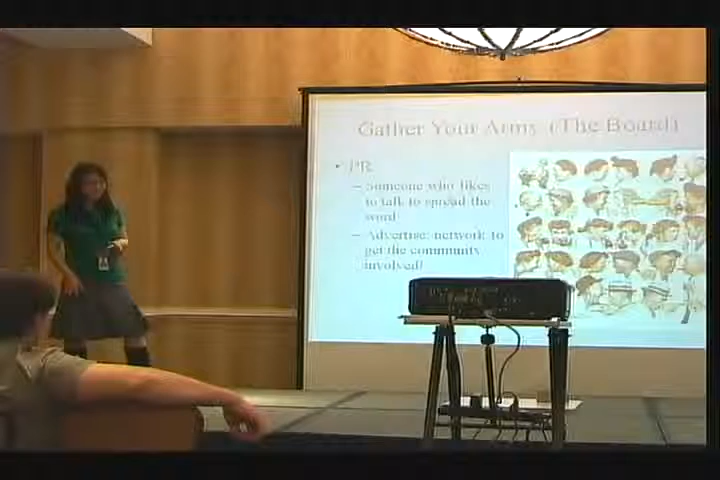 Gather Your Army (The Board)
• PR
– Someone who likes
to talk to spread the
word
– Advertise, network to
get the community
involved!